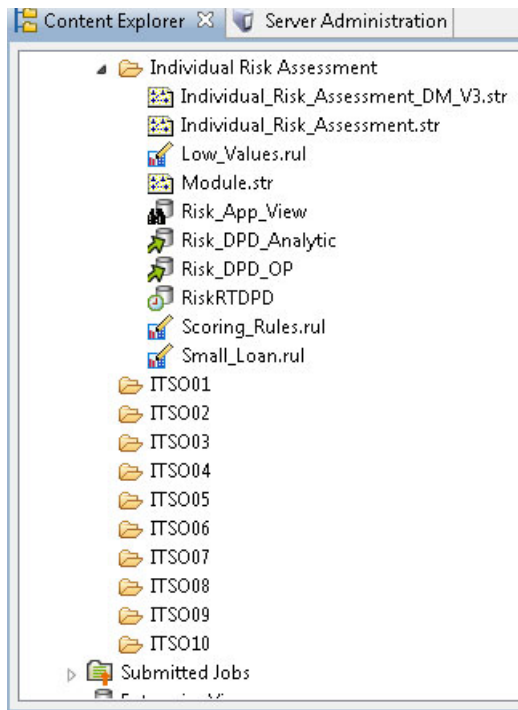 Content Explorer Server Administration
Individual Risk Assessment
Individual_Risk_Assessment_DM_V3.str
Individual_Risk_Assessment.str
Low_Values.rul
Module.str
Risk_App_View
Risk_DPD_Analytic
Risk_DPD_OP
RiskRTDPD
Scoring_Rules.rul
Small_Loan.rul
ITSO01
ITSO02
ITSO03
ITSO04
ITSO05
ITSO06
ITSO07
ITSO08
ITSO09
ITSO10
Submitted Jobs